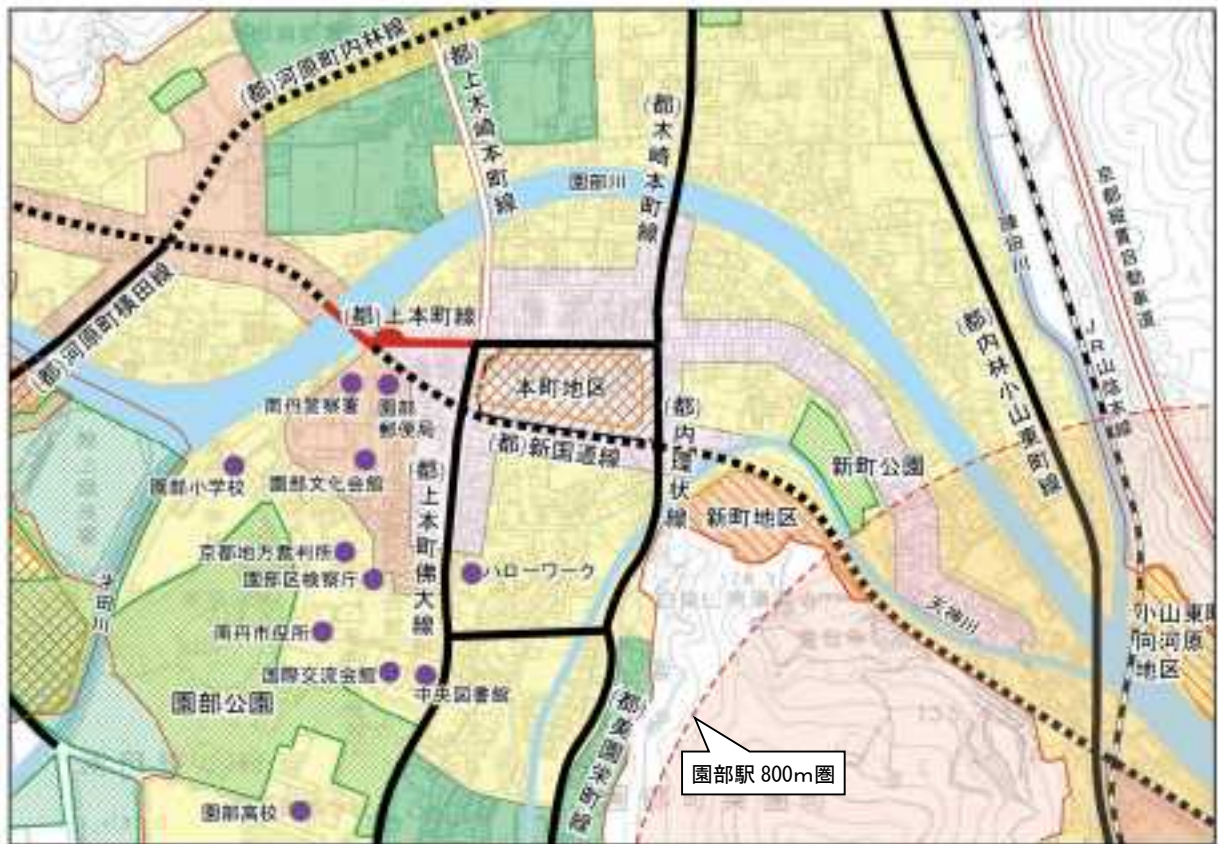 (都)河原町内林線
(都)上木崎本町線
(都)木崎本町線
園部川
京都縦貫自動車道
JR山陰本線
(都)内林小山東町線
(都)河原町横田線
(都)上本町線
本町地区
南丹警察署
園部
郵便局
(都)新国道線
(都)内環状線
新町公園
新町地区
園部小学校
園部文化会館
(都)上本町佛大線
京都地方裁判所
園部区検察庁
ハローワーク
天神川
小山東町
向河原
地区
南丹市役所
国際交流会館
中央図書館
園部公園
(都)美園栄町線
園部駅 800m圏
園部高校